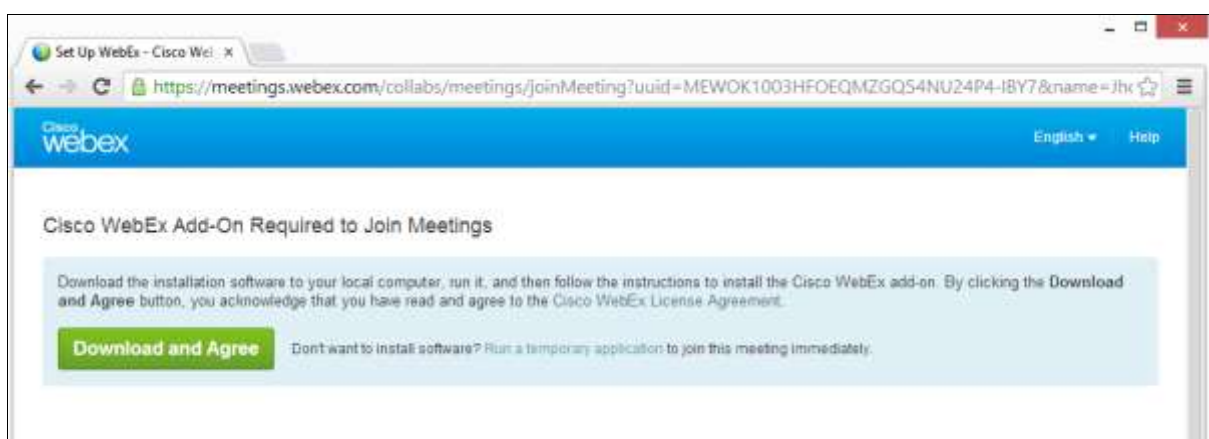 Set Up WebEx - Cisco Wel
https://meetings.webex.com/collabs/meetings/joinMeeting?uuid=MEWOK1003HFOEQMZGQS4NU24P4-IBY7&name=Jhc
Cisco
webex
English
Help
Cisco WebEx Add-On Required to Join Meetings
Download the installation software to your local computer, run it, and then follow the instructions to install the Cisco WebEx add-on. By clicking the Download
and Agree button, you acknowledge that you have read and agree to the Cisco WebEx License Agreement.
Download and Agree
Don't want to install software? Run a temporary application to join this meeting immediately.